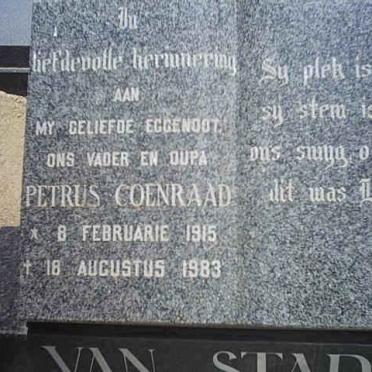 In
liefdevolle herinnering
AAN
MY GELIEFDE EGGENOOT,
ONS VADER EN OUPA
PETRUS COENRAAD
* 8 FEBRUARIE 1915
† 18 AUGUSTUS 1983
Sy plek is
sy stem is
ons swyg, o
dit was
VAN STAD